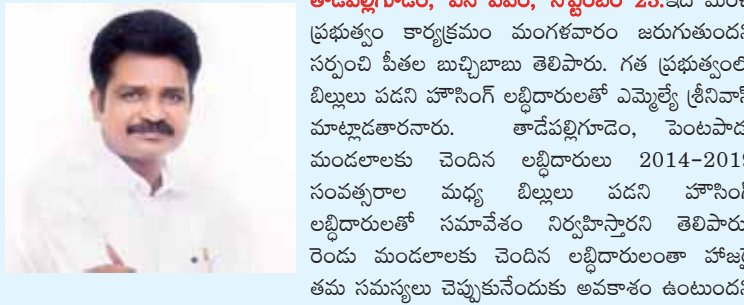 తాడేపల్లిగూడెం, పెన్ పవర్, సెప్టెంబర్ 23:ఇది మంచి
ప్రభుత్వం కార్యక్రమం మంగళవారం జరుగుతుందని
సర్పంచి పీతల బుచ్చిబాబు తెలిపారు. గత ప్రభుత్వంలో
బిల్లులు పడని హౌసింగ్ లబ్ధిదారులతో ఎమ్మెల్యే శ్రీనివాస్
మాట్లాడతారనారు. తాడేపల్లిగూడెం, పెంటపాడు
మండలాలకు చెందిన లబ్ధిదారులు 2014-2019
సంవత్సరాల మధ్య బిల్లులు పడని హౌసింగ్
లబ్ధిదారులతో సమావేశం నిర్వహిస్తారని తెలిపారు.
రెండు మండలాలకు చెందిన లబ్ధిదారులంతా హాజరై
తమ సమస్యలు చెప్పుకునేందుకు అవకాశం ఉంటుందని